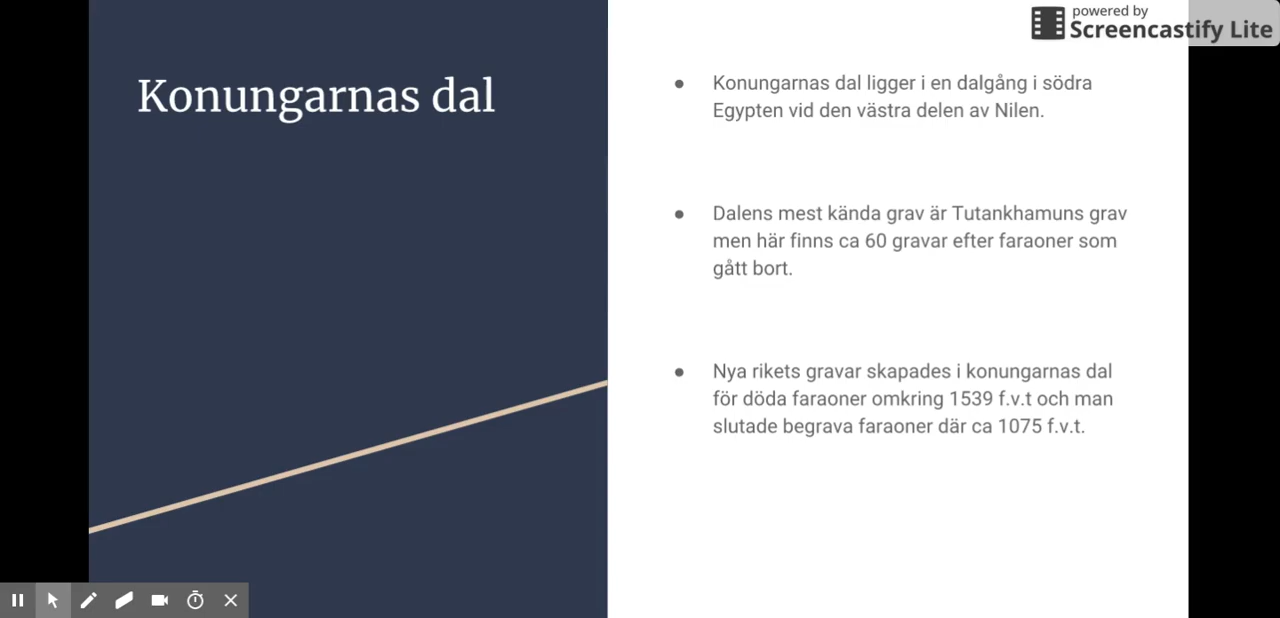 powered by
Screencastify Lite
Konungarnas dal
● Konungarnas dal ligger i en dalgång i södra
Egypten vid den västra delen av Nilen.
● Dalens mest kända grav är Tutankhamuns grav
men här finns ca 60 gravar efter faraoner som
gått bort.
● Nya rikets gravar skapades i konungarnas dal
för döda faraoner omkring 1539 f.v.t och man
slutade begrava faraoner där ca 1075 f.v.t.